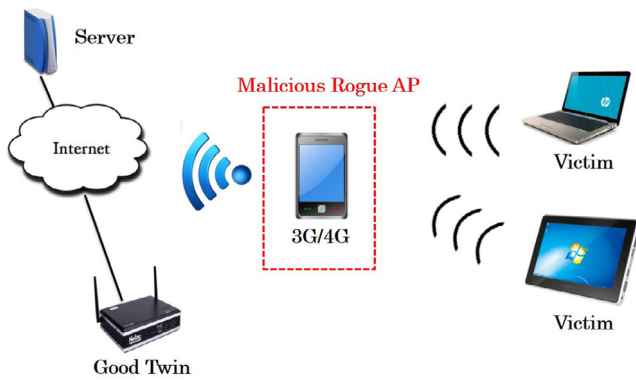 Server
Malicious Rogue AP
Internet
3G/4G
Victim
Good Twin
Victim